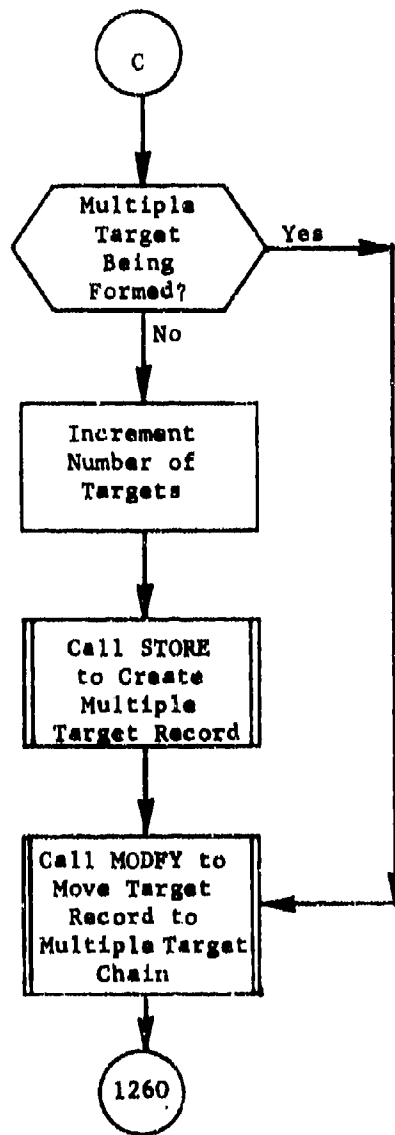 C
Multiple
Target
Being
Formed?
Yes
No
Increment
Number of
Targets
Call STORE
to Create
Multiple
Target Record
Call MODFY to
Move Target
Record to
Multiple Target
Chain
1260